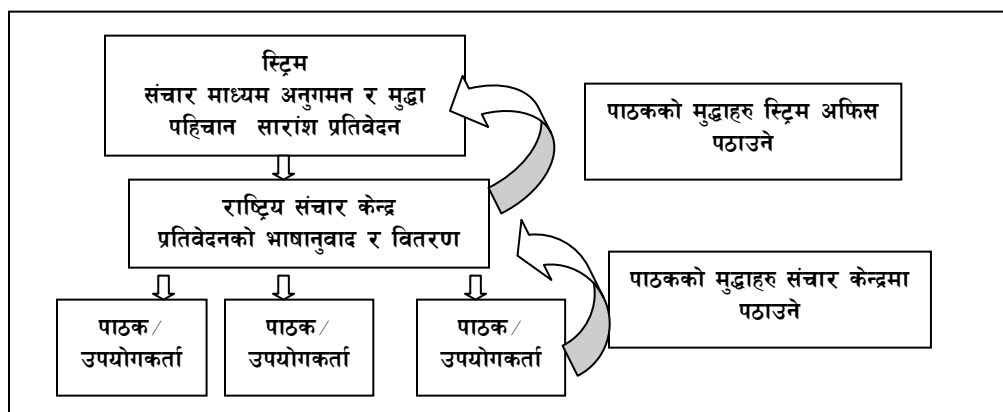 स्ट्रिम
संचार माध्यम अनुगमन र मुद्धा
पहिचान सारांश प्रतिवेदन
पाठकको मुद्धाहरु स्ट्रिम अफिस
पठाउने
राष्ट्रिय संचार केन्द्र
प्रतिवेदनको भाषानुवाद र वितरण
पाठकको मुद्धाहरु संचार केन्द्रमा
पठाउने
पाठक/
उपयोगकर्ता
पाठक/
उपयोगकर्ता
पाठक/
उपयोगकर्ता